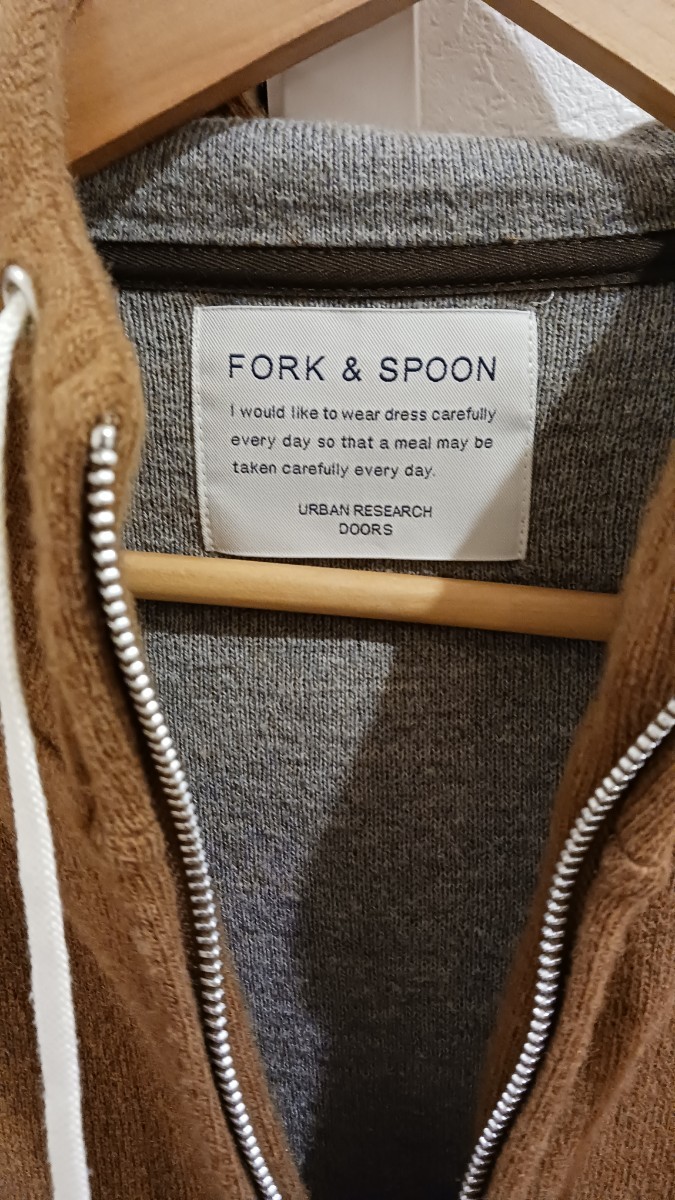 FORK & SPOON
I would like to wear dress carefully
every day so that a meal may be
taken carefully every day.
URBAN RESEARCH
DOORS